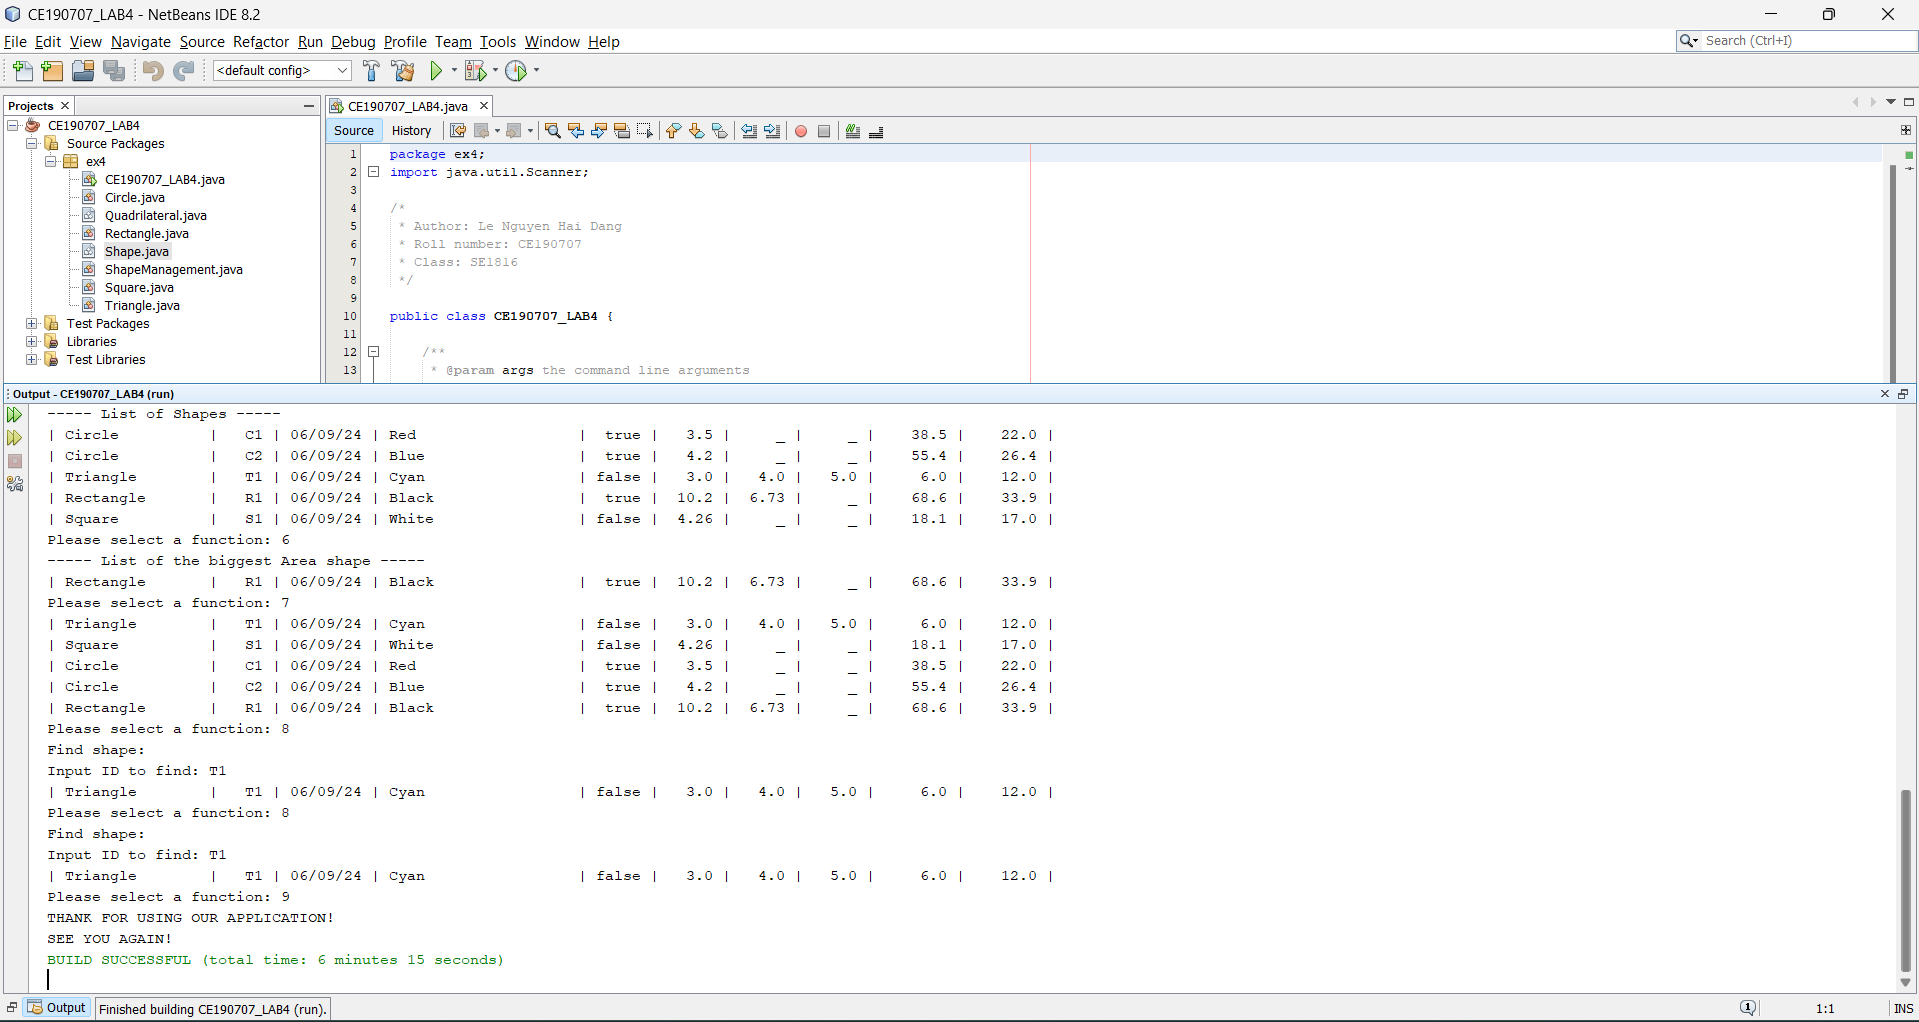 CE190707_LAB4 - NetBeans IDE 8.2
File Edit View Navigate Source Refactor Run Debug Profile Team Tools Window Help
Search (Ctrl+I)
<default config>
Projects
CE190707_LAB4
Source Packages
ex4
CE190707_LAB4.java
Circle.java
Quadrilateral.java
Rectangle.java
Shape.java
ShapeManagement.java
Square.java
Triangle.java
Test Packages
Libraries
Test Libraries
CE190707_LAB4.java
Source History
1 package ex4;
2 import java.util.Scanner;
3
4 /*
5 * Author: Le Nguyen Hai Dang
6 * Roll number: CE190707
7 * Class: SE1816
8 */
9
10 public class CE190707_LAB4 {
11
12 /**
13 * @param args the command line arguments
Output - CE190707_LAB4 (run)
----- List of Shapes -----
| Circle | C1 | 06/09/24 | Red | true | 3.5 | _ | _ | 38.5 | 22.0 |
| Circle | C2 | 06/09/24 | Blue | true | 4.2 | _ | _ | 55.4 | 26.4 |
| Triangle | T1 | 06/09/24 | Cyan | false | 3.0 | 4.0 | 5.0 | 6.0 | 12.0 |
| Rectangle | R1 | 06/09/24 | Black | true | 10.2 | 6.73 | _ | 68.6 | 33.9 |
| Square | S1 | 06/09/24 | White | false | 4.26 | _ | _ | 18.1 | 17.0 |
Please select a function: 6
----- List of the biggest Area shape -----
| Rectangle | R1 | 06/09/24 | Black | true | 10.2 | 6.73 | _ | 68.6 | 33.9 |
Please select a function: 7
| Triangle | T1 | 06/09/24 | Cyan | false | 3.0 | 4.0 | 5.0 | 6.0 | 12.0 |
| Square | S1 | 06/09/24 | White | false | 4.26 | _ | _ | 18.1 | 17.0 |
| Circle | C1 | 06/09/24 | Red | true | 3.5 | _ | _ | 38.5 | 22.0 |
| Circle | C2 | 06/09/24 | Blue | true | 4.2 | _ | _ | 55.4 | 26.4 |
| Rectangle | R1 | 06/09/24 | Black | true | 10.2 | 6.73 | _ | 68.6 | 33.9 |
Please select a function: 8
Find shape:
Input ID to find: T1
| Triangle | T1 | 06/09/24 | Cyan | false | 3.0 | 4.0 | 5.0 | 6.0 | 12.0 |
Please select a function: 8
Find shape:
Input ID to find: T1
| Triangle | T1 | 06/09/24 | Cyan | false | 3.0 | 4.0 | 5.0 | 6.0 | 12.0 |
Please select a function: 9
THANK FOR USING OUR APPLICATION!
SEE YOU AGAIN!
BUILD SUCCESSFUL (total time: 6 minutes 15 seconds)
Output Finished building CE190707_LAB4 (run). 1 1:1 INS